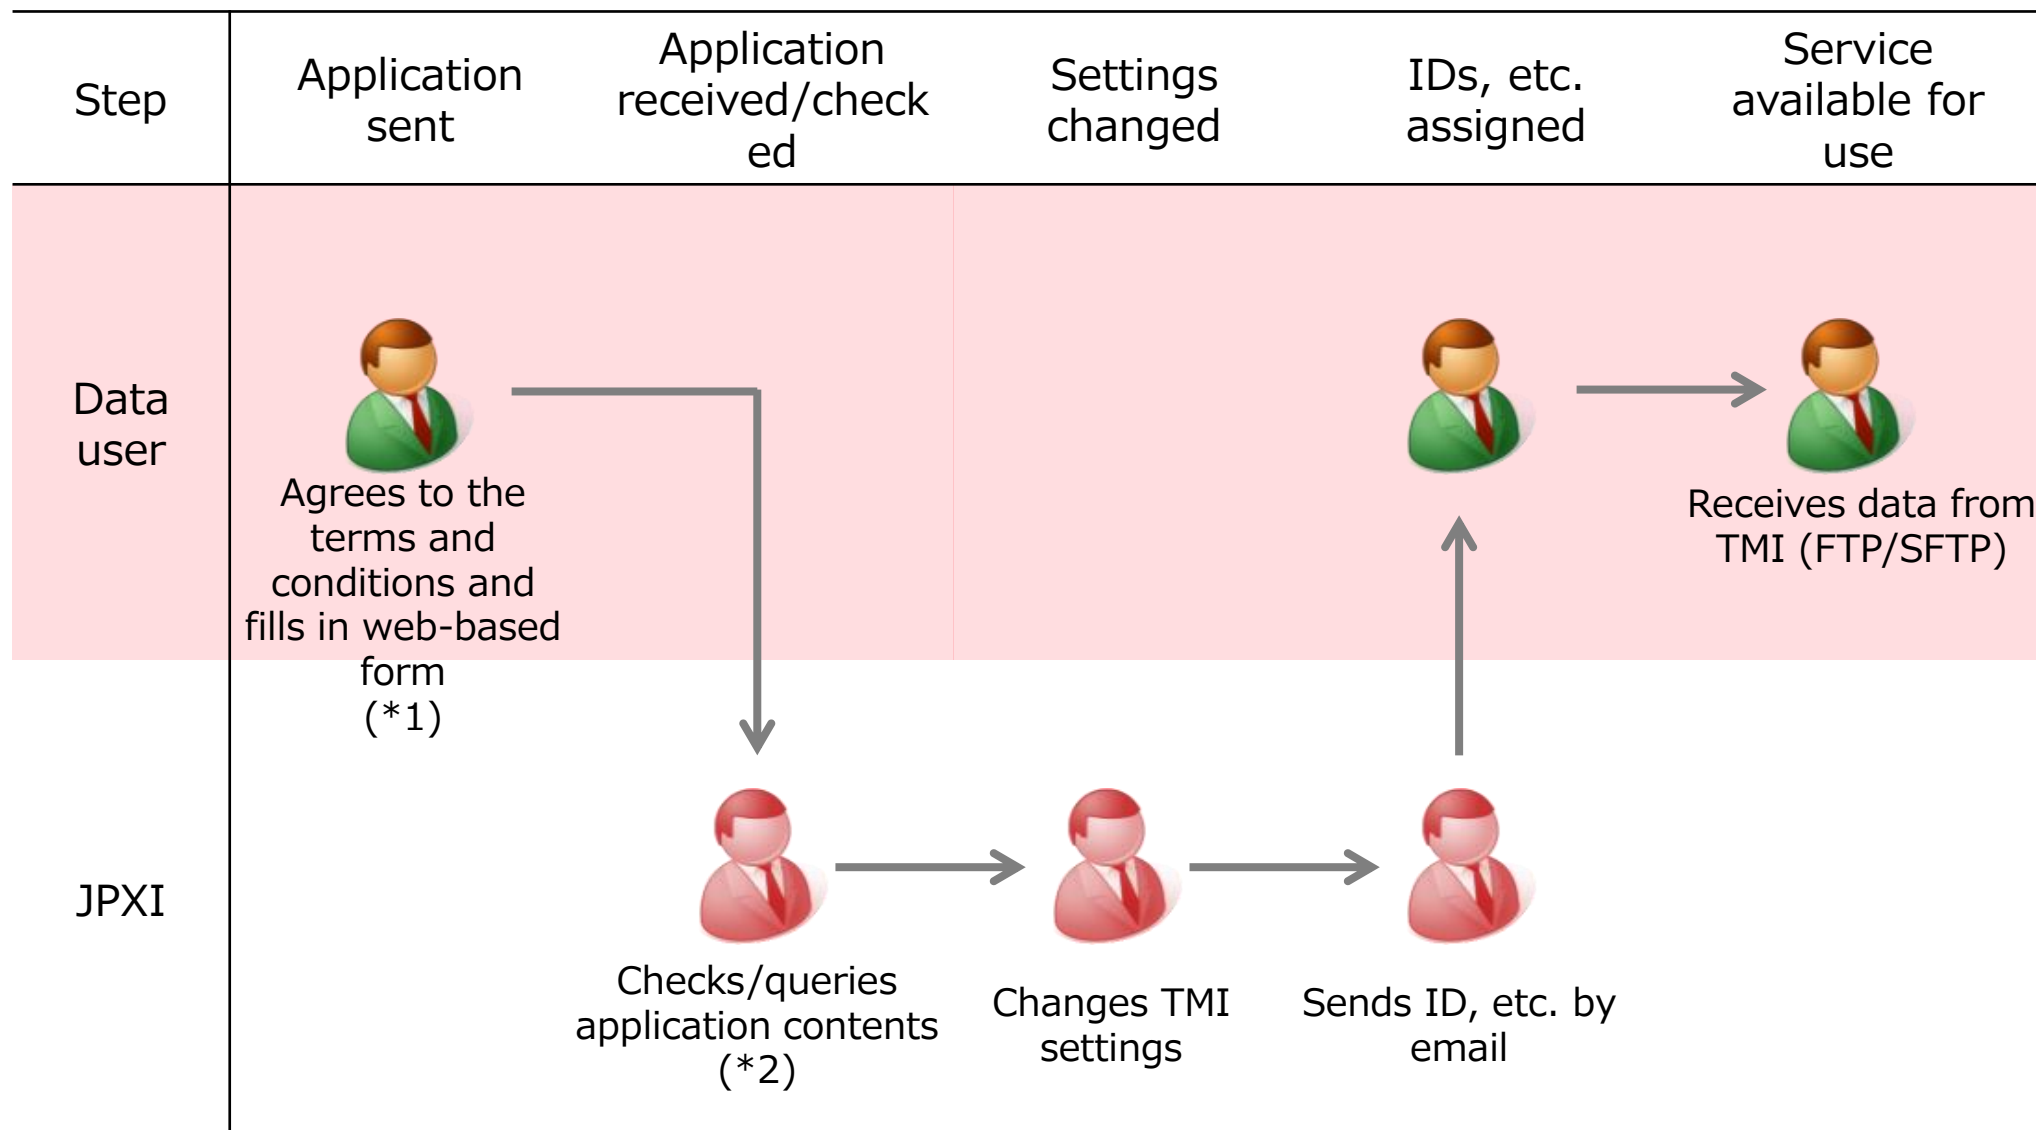 Step
Application
sent
Application
received/check
ed
Settings
changed
IDs, etc.
assigned
Service
available for
use
Data
user
Agrees to the
terms and
conditions and
fills in web-based
form
(*1)
Receives data from
TMI (FTP/SFTP)
JPXI
Checks/queries
application contents
(*2)
Changes TMI
settings
Sends ID, etc. by
email